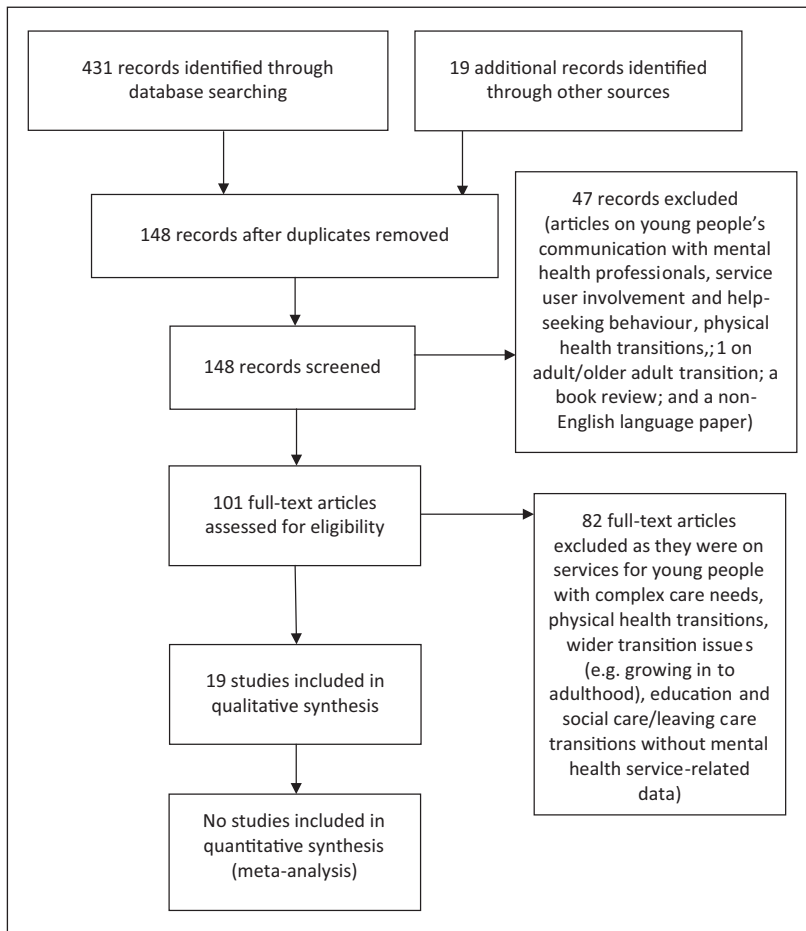 431 records identified through
database searching
19 additional records identified
through other sources
148 records after duplicates removed
47 records excluded
(articles on young people's
communication with mental
health professionals, service
user involvement and help-
seeking behaviour, physical
health transitions,; 1 on
adult/older adult transition; a
book review; and a non-
English language paper)
148 records screened
101 full-text articles
assessed for eligibility
82 full-text articles
excluded as they were on
services for young people
with complex care needs,
physical health transitions,
wider transition issues
(e.g. growing in to
adulthood), education and
social care/leaving care
transitions without mental
health service-related
data)
19 studies included in
qualitative synthesis
No studies included in
quantitative synthesis
(meta-analysis)